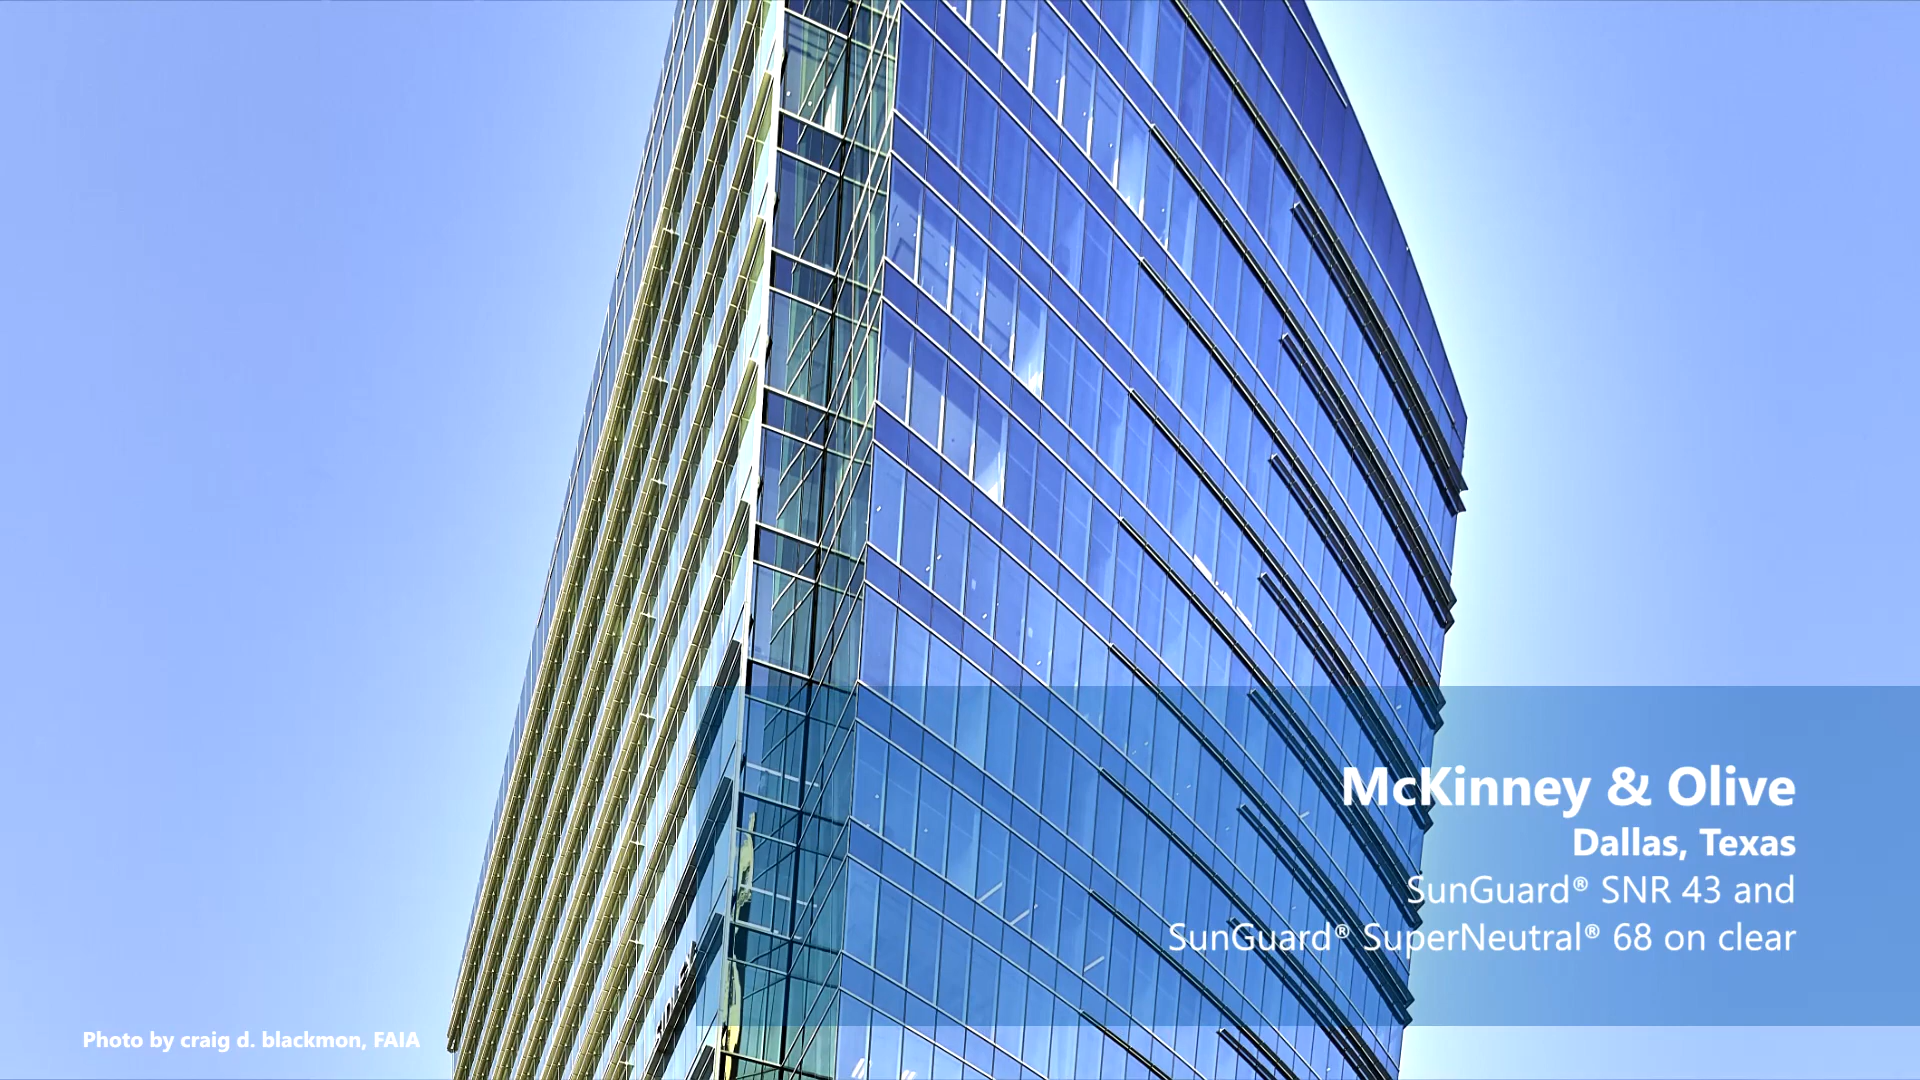 McKinney & Olive
Dallas, Texas
SunGuard® SNR 43 and
SunGuard® SuperNeutral® 68 on clear
Photo by craig d. blackmon, FAIA